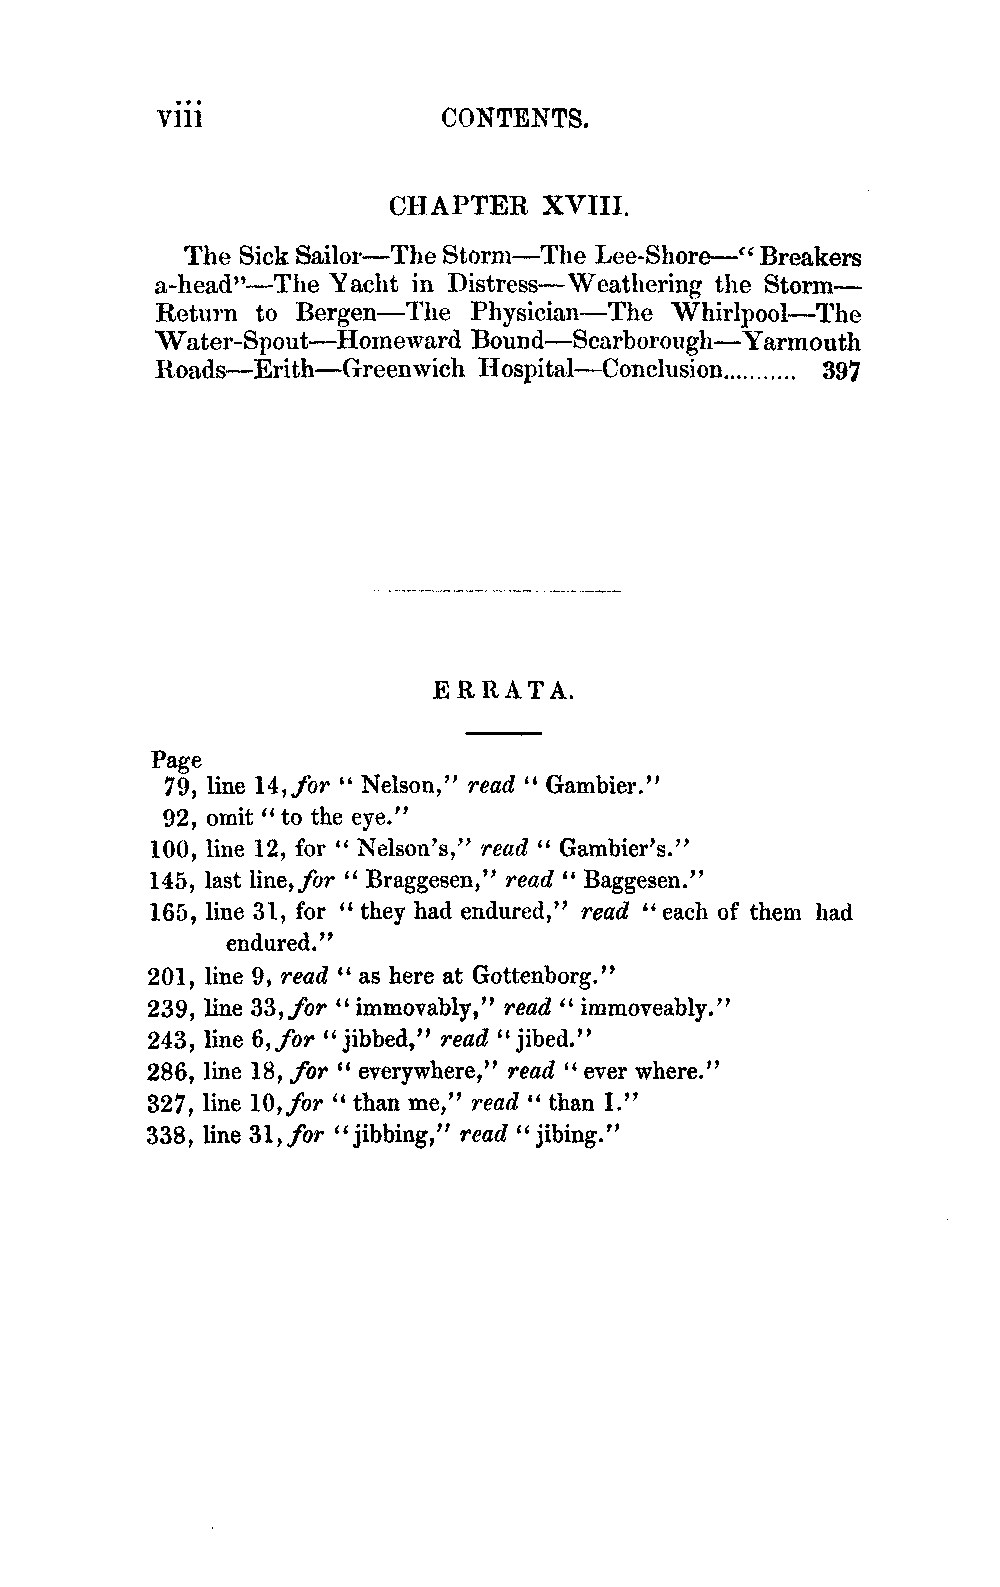 viii CONTENTS.
CHAPTER XVIII.
The Sick Sailor—The Storm—The Lee-Shore—“Breakers
a-head”—The Yacht in Distress—Weathering the Storm—
Return to Bergen—The Physician—The Whirlpool—The
Water-Spout—Homeward Bound—Scarborough—Yarmouth
Roads—Erith—Greenwich Hospital—Conclusion........... 397
ERRATA.
Page
79, line 14, for “ Nelson,” read “ Gambier.”
92, omit “ to the eye.”
100, line 12, for “ Nelson’s,” read “ Gambier’s.”
145, last line, for “ Braggesen,” read “ Baggesen.”
165, line 31, for “ they had endured,” read “ each of them had
endured.”
201, line 9, read “ as here at Gottenborg.”
239, line 33, for “ immovably,” read “ immoveably.”
243, line 6, for “ jibbed,” read “ jibed.”
286, line 18, for “ everywhere,” read “ ever where.”
327, line 10, for “ than me,” read “ than I.”
338, line 31, for “ jibbing,” read “ jibing.”